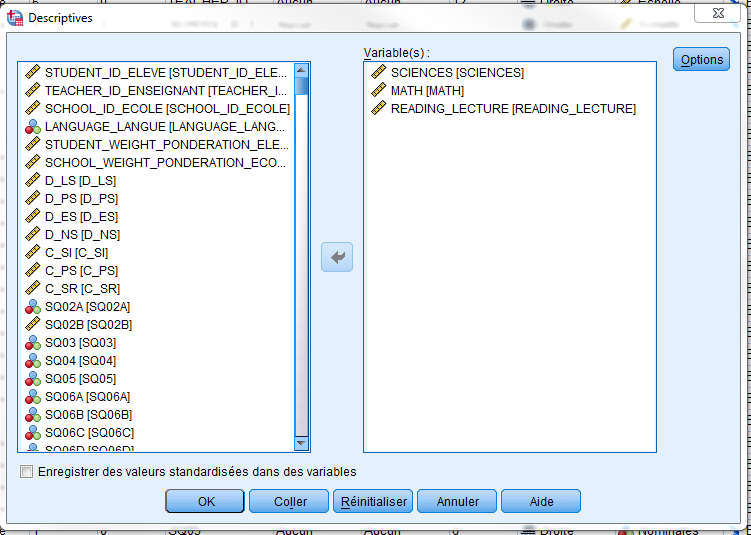 Descriptives
STUDENT_ID_ELEVE [STUDENT_ID_ELE...
TEACHER_ID_ENSEIGNANT [TEACHER_I...
SCHOOL_ID_ECOLE [SCHOOL_ID_ECOLE]
LANGUAGE_LANGUE [LANGUAGE_LANG...
STUDENT_WEIGHT_PONDERATION_ELE...
SCHOOL_WEIGHT_PONDERATION_ECO...
D_LS [D_LS]
D_PS [D_PS]
D_ES [D_ES]
D_NS [D_NS]
C_SI [C_SI]
C_PS [C_PS]
C_SR [C_SR]
SQ02A [SQ02A]
SQ02B [SQ02B]
SQ03 [SQ03]
SQ04 [SQ04]
SQ05 [SQ05]
SQ06A [SQ06A]
SQ06B [SQ06B]
SQ06C [SQ06C]
SQ06D [SQ06D]
Variable(s) :
SCIENCES [SCIENCES]
MATH [MATH]
READING_LECTURE [READING_LECTURE]
Options
Enregistrer des valeurs standardisées dans des variables
OK Coller Réinitialiser Annuler Aide